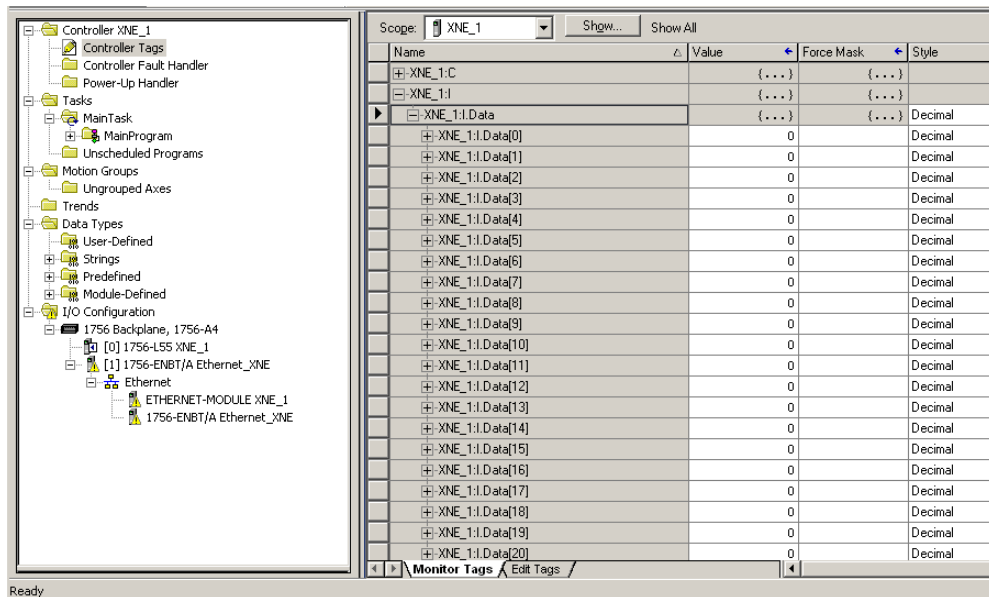 Controller XNE_1
Controller Tags
Controller Fault Handler
Power-Up Handler
Tasks
MainTask
MainProgram
Unscheduled Programs
Motion Groups
Ungrouped Axes
Trends
Data Types
User-Defined
Strings
Predefined
Module-Defined
I/O Configuration
1756 Backplane, 1756-A4
[0] 1756-L55 XNE_1
[1] 1756-ENBT/A Ethernet_XNE
Ethernet
ETHERNET-MODULE XNE_1
1756-ENBT/A Ethernet_XNE
Scope: XNE_1 Show... Show All
Name Value Force Mask Style
XNE_1:C {...} {...}
XNE_1:I {...} {...}
XNE_1:I.Data {...} {...} Decimal
XNE_1:I.Data[0] 0 Decimal
XNE_1:I.Data[1] 0 Decimal
XNE_1:I.Data[2] 0 Decimal
XNE_1:I.Data[3] 0 Decimal
XNE_1:I.Data[4] 0 Decimal
XNE_1:I.Data[5] 0 Decimal
XNE_1:I.Data[6] 0 Decimal
XNE_1:I.Data[7] 0 Decimal
XNE_1:I.Data[8] 0 Decimal
XNE_1:I.Data[9] 0 Decimal
XNE_1:I.Data[10] 0 Decimal
XNE_1:I.Data[11] 0 Decimal
XNE_1:I.Data[12] 0 Decimal
XNE_1:I.Data[13] 0 Decimal
XNE_1:I.Data[14] 0 Decimal
XNE_1:I.Data[15] 0 Decimal
XNE_1:I.Data[16] 0 Decimal
XNE_1:I.Data[17] 0 Decimal
XNE_1:I.Data[18] 0 Decimal
XNE_1:I.Data[19] 0 Decimal
XNE_1:I.Data[20] 0 Decimal
Monitor Tags Edit Tags
Ready